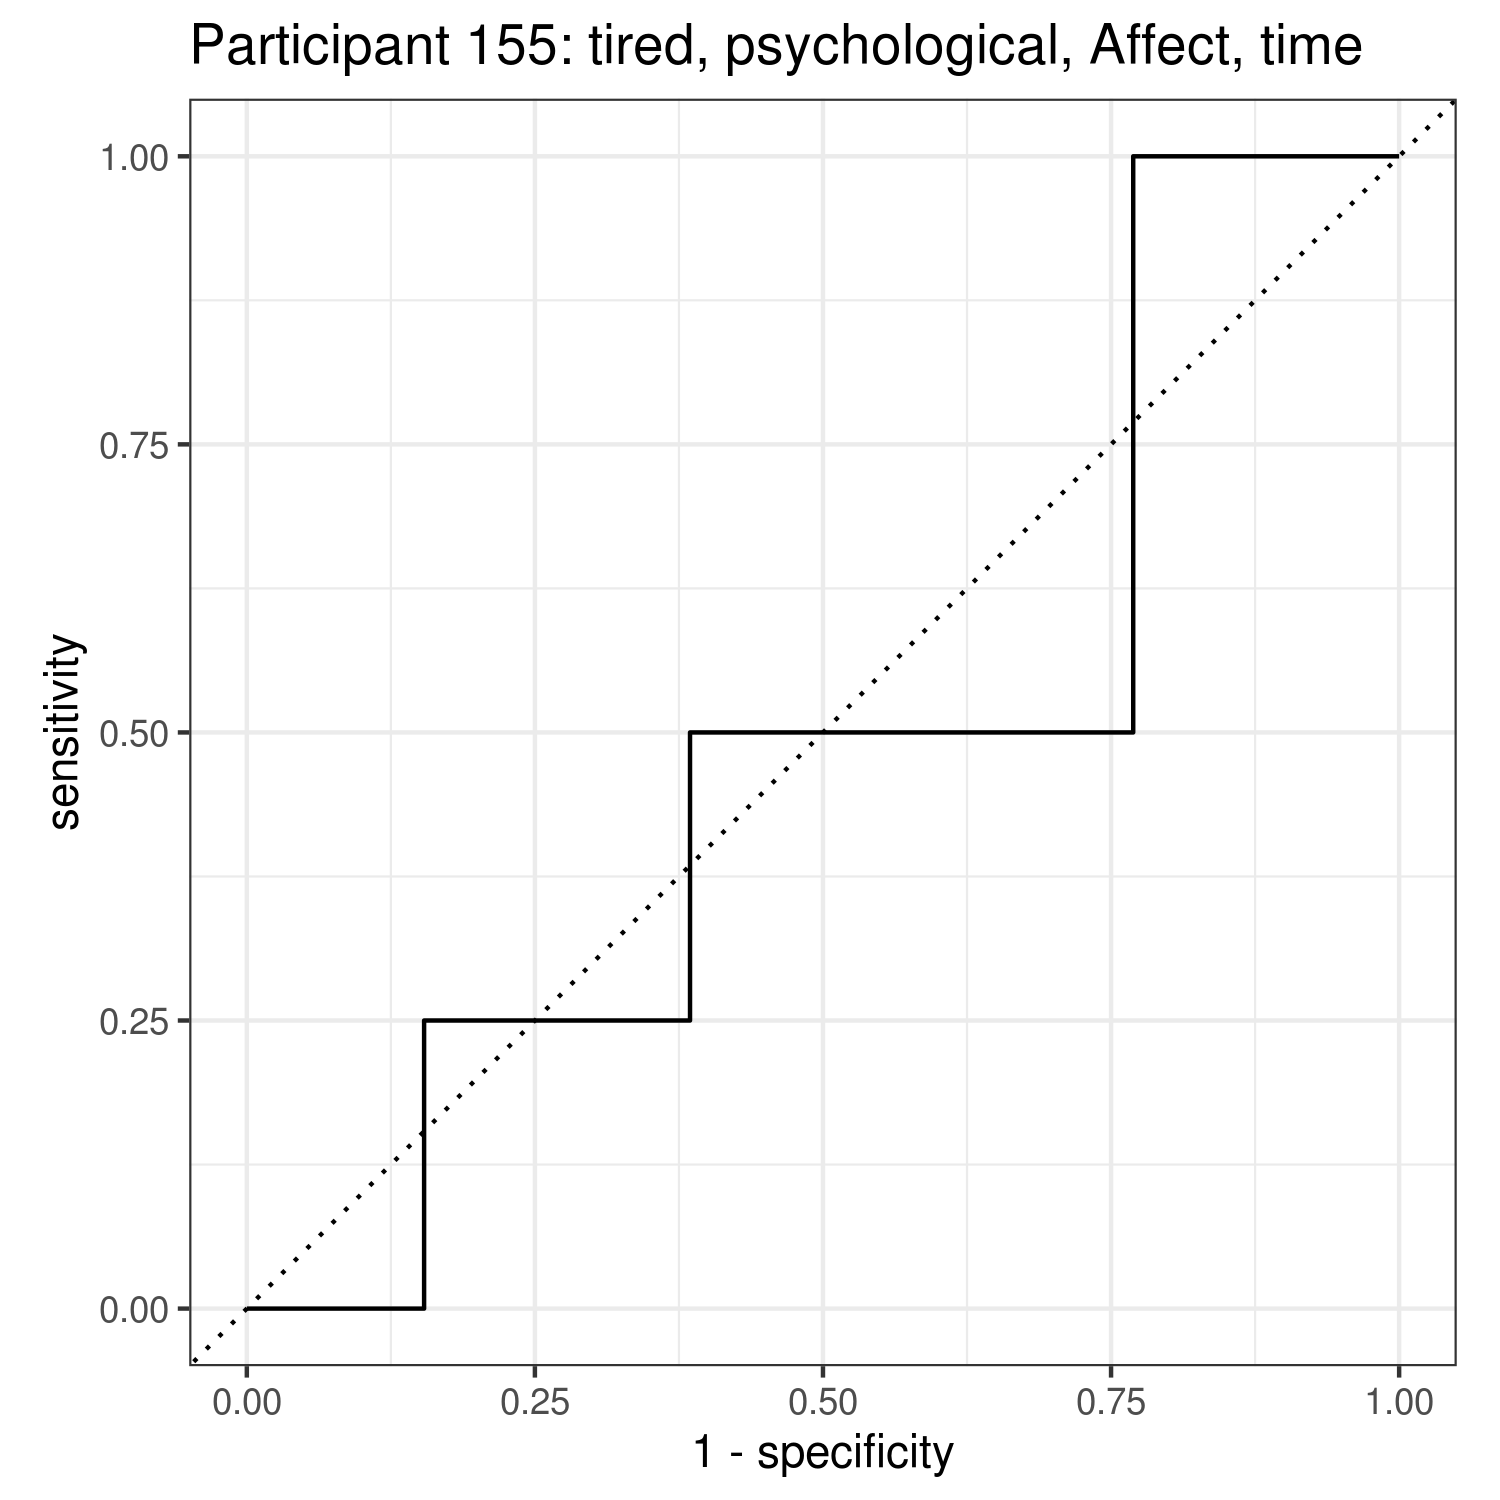 Participant 155: tired, psychological, Affect, time
1.00
0.75
0.50
0.25
0.00
sensitivity
0.00 0.25 0.50 0.75 1.00
1 - specificity